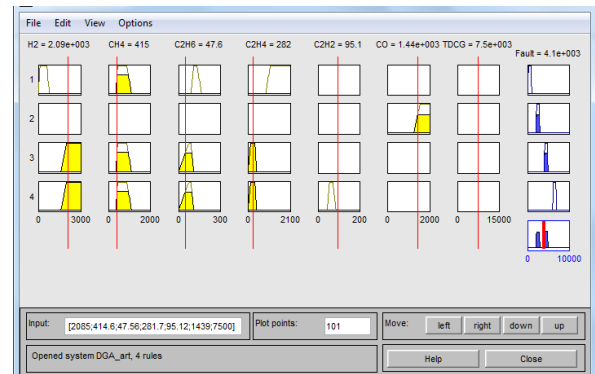 File Edit View Options
H2 = 2.09e+003 CH4 = 415 C2H6 = 47.6 C2H4 = 282 C2H2 = 95.1 CO = 1.44e+003 TDCG = 7.5e+003 Fault = 4.1e+003
1
2
3
4
0 3000 0 2000 0 300 0 2100 0 200 0 2000 0 15000
0 10000
Input: [2085;414.6;47.56;281.7;95.12;1439;7500] Plot points: 101 Move: left right down up
Opened system DGA_art, 4 rules Help Close